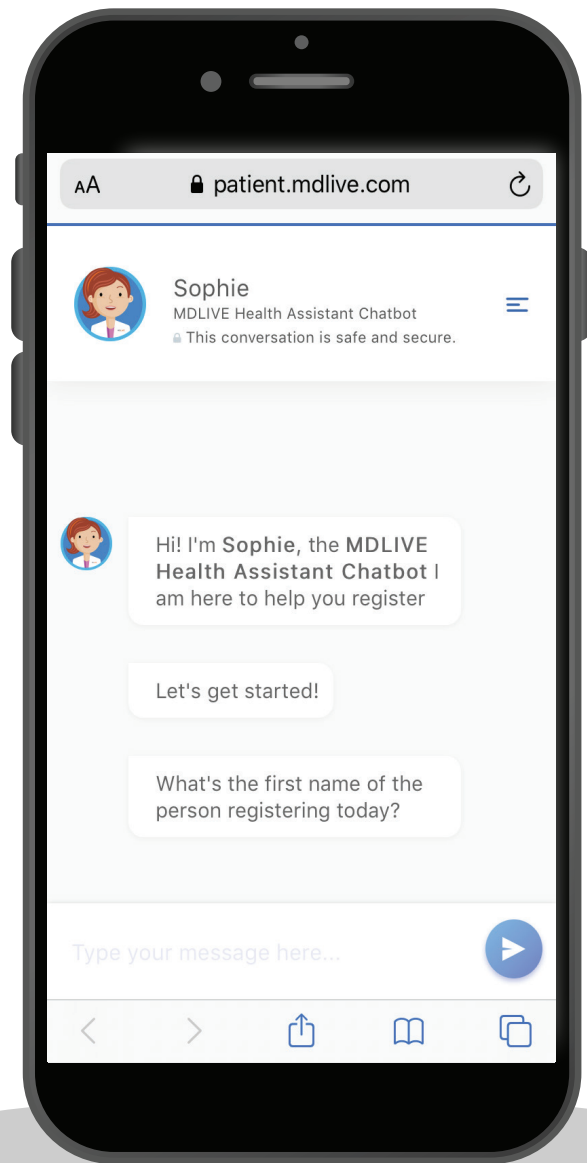 AA patient.mdlive.com
Sophie
MDLIVE Health Assistant Chatbot
This conversation is safe and secure.
Hi! I'm Sophie, the MDLIVE
Health Assistant Chatbot I
am here to help you register
Let's get started!
What's the first name of the
person registering today?
Type your message here...